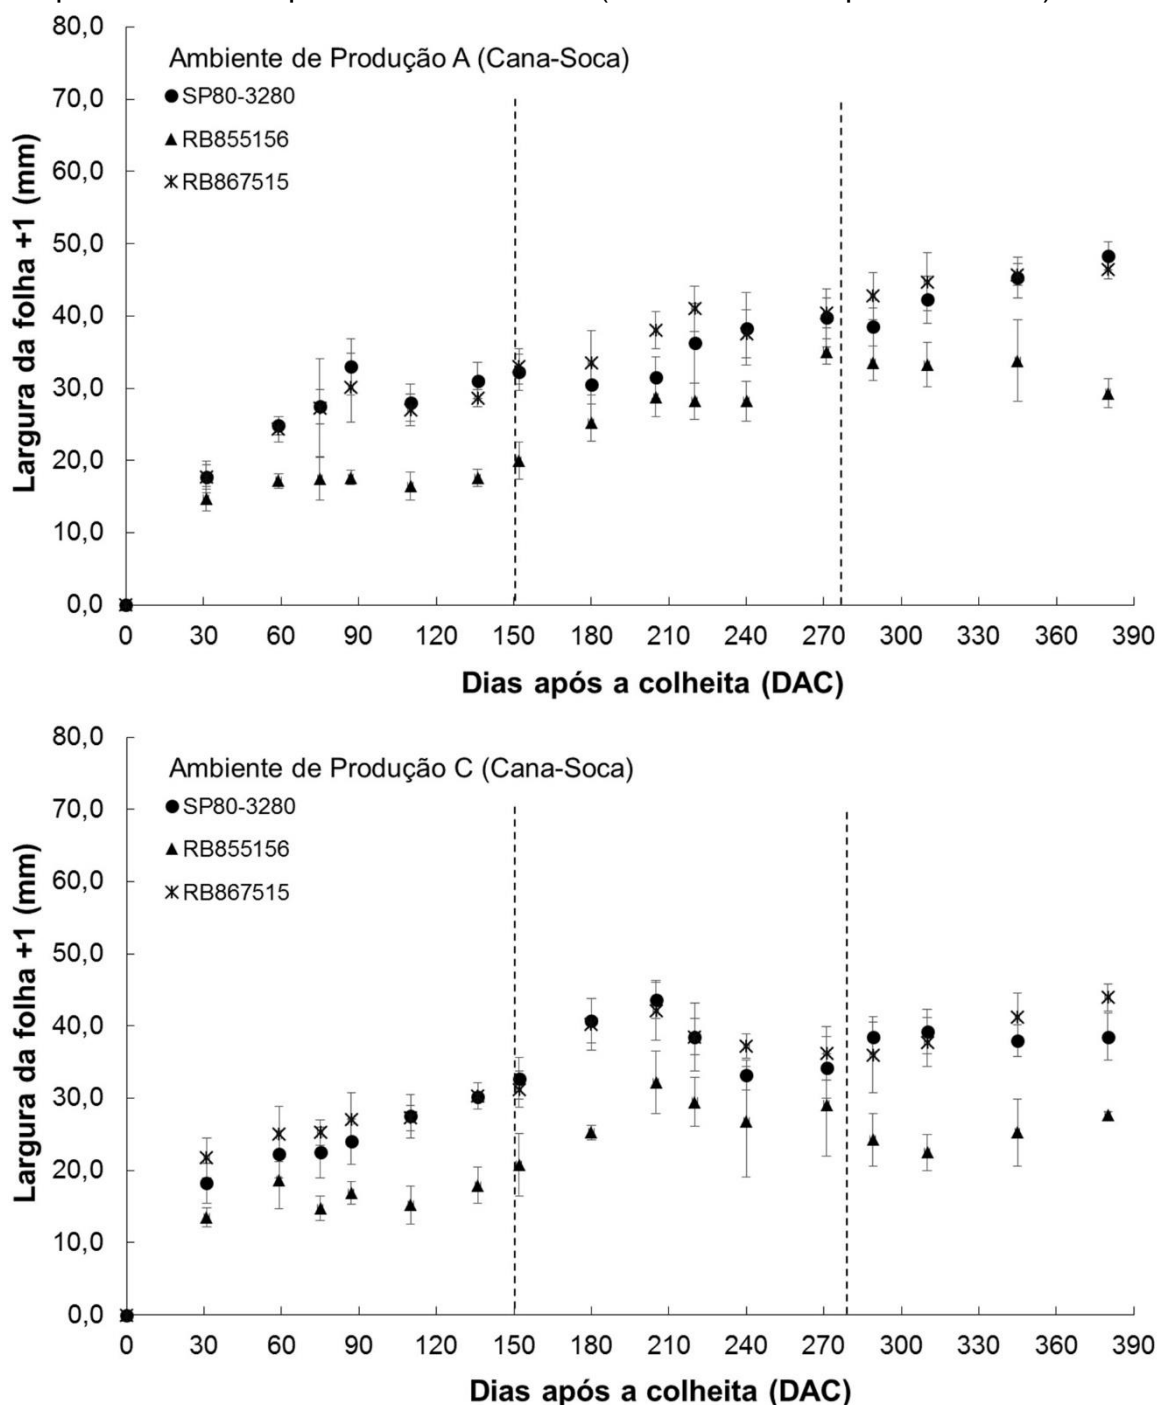 80,0
Ambiente de Produção A (Cana-Soca)
70,0
SP80-3280
RB855156
60,0
RB867515
50,0
40,0
30,0
20,0
10,0
0,0
Largura da folha +1 (mm)
0 30 60 90 120 150 180 210 240 270 300 330 360 390
Dias após a colheita (DAC)
80,0
Ambiente de Produção C (Cana-Soca)
70,0
SP80-3280
RB855156
60,0
RB867515
50,0
40,0
30,0
20,0
10,0
0,0
Largura da folha +1 (mm)
0 30 60 90 120 150 180 210 240 270 300 330 360 390
Dias após a colheita (DAC)